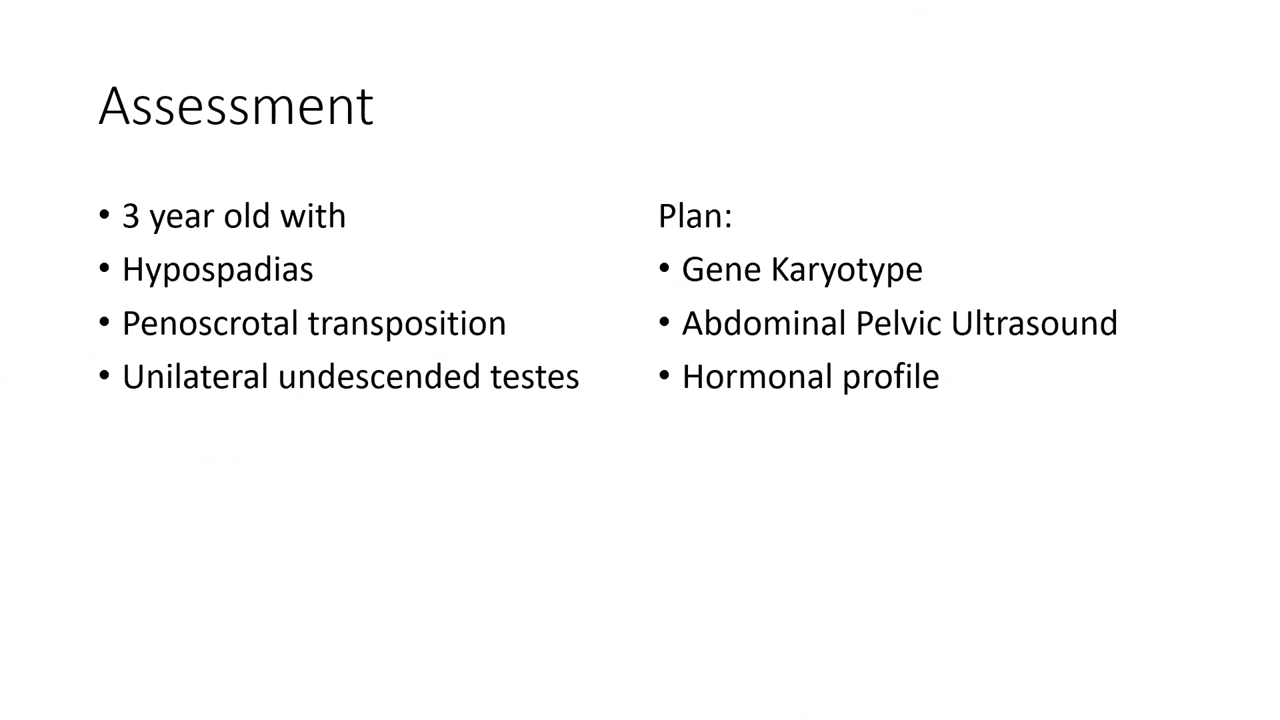 Assessment
• 3 year old with
• Hypospadias
• Penoscrotal transposition
• Unilateral undescended testes
Plan:
• Gene Karyotype
• Abdominal Pelvic Ultrasound
• Hormonal profile